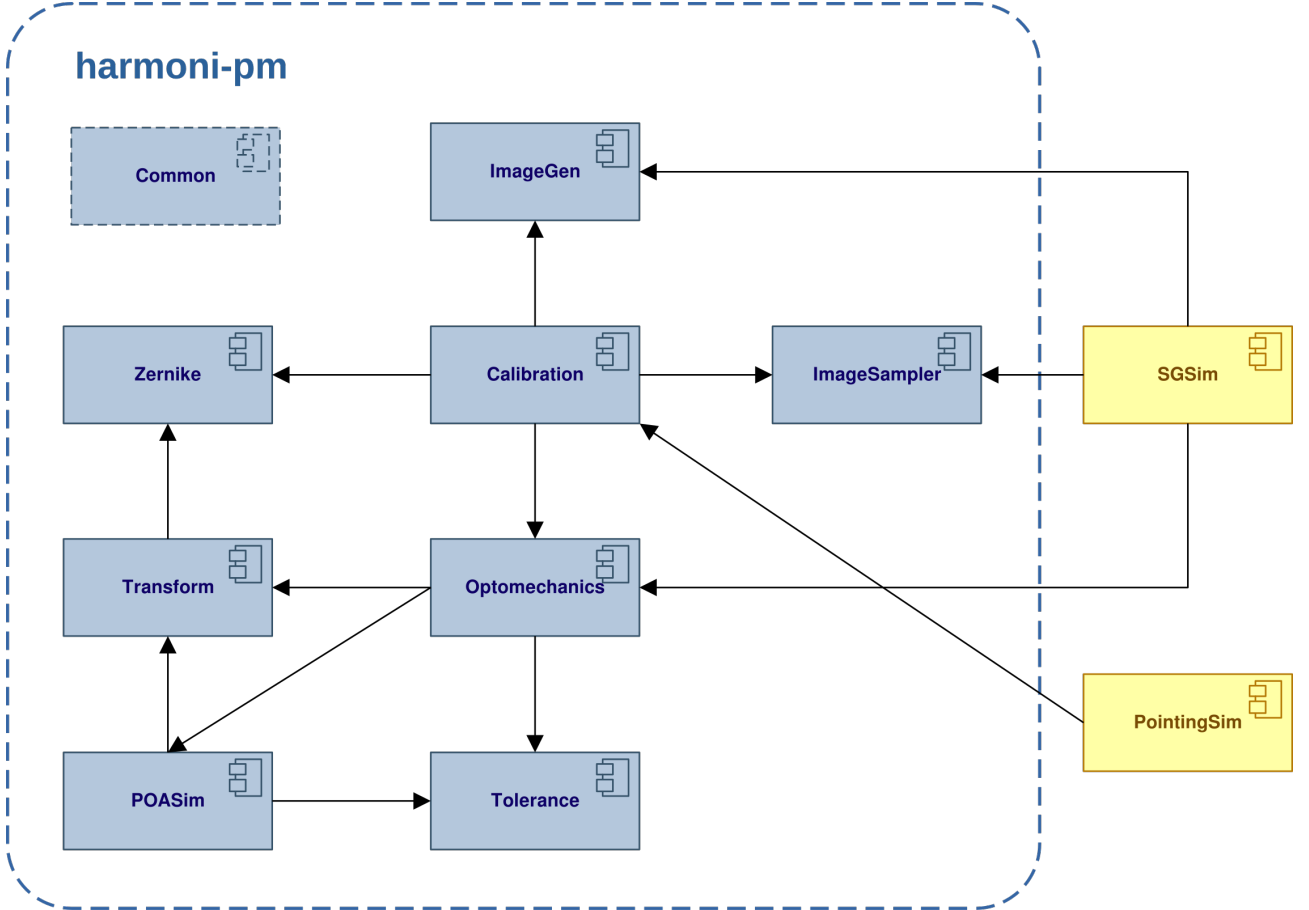 harmoni-pm
Common
ImageGen
Zernike
Calibration
ImageSampler
SGSim
Transform
Optomechanics
PointingSim
POASim
Tolerance